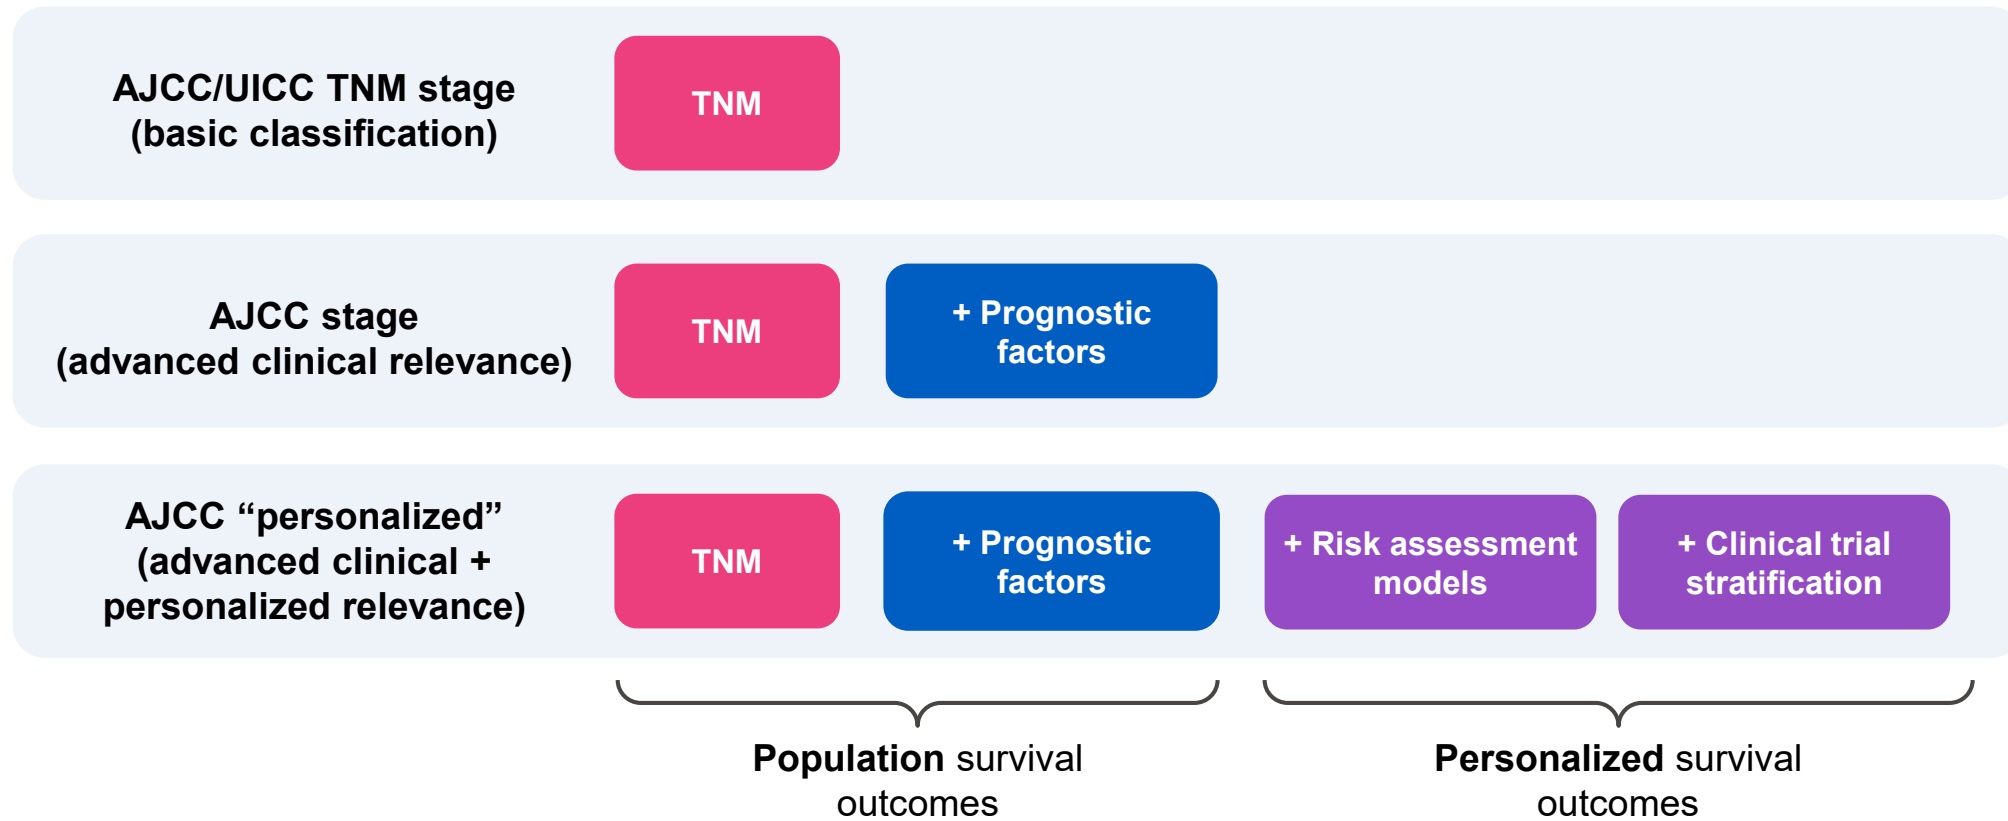 AJCC/UICC TNM stage
(basic classification)
TNM
AJCC stage
(advanced clinical relevance)
TNM
+ Prognostic
factors
AJCC “personalized”
(advanced clinical +
personalized relevance)
TNM
+ Prognostic
factors
+ Risk assessment
models
+ Clinical trial
stratification
Population survival
outcomes
Personalized survival
outcomes